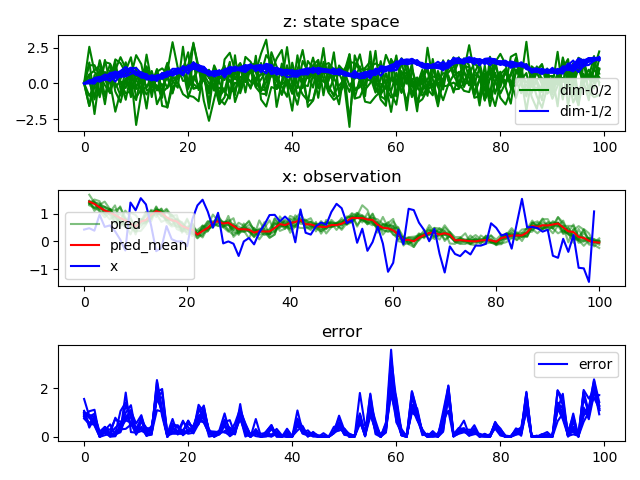 z: state space
2.5
0.0
−2.5
dim-0/2
dim-1/2
0 20 40 60 80 100
x: observation
1
0
−1
pred
pred_mean
x
0 20 40 60 80 100
error
2
0
error
0 20 40 60 80 100